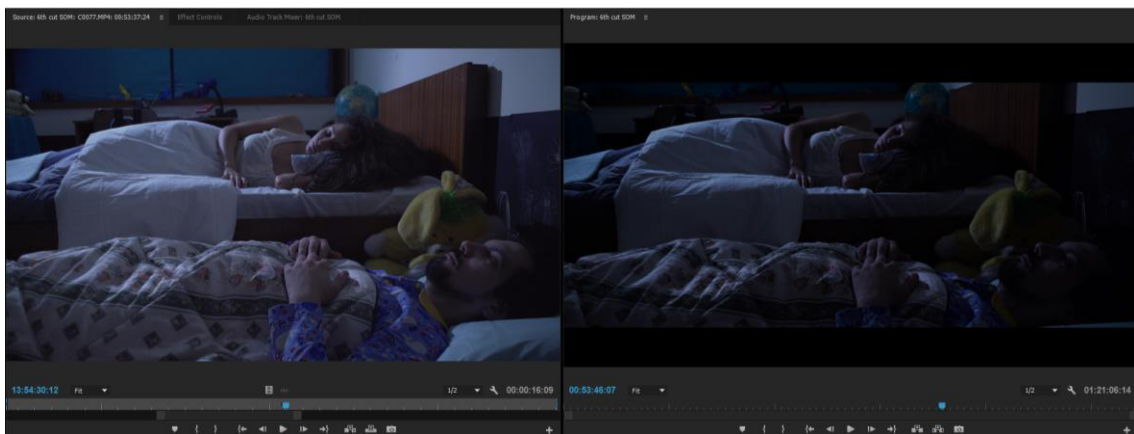 Source: 6th cut SOM: C0077.MP4: 00:53:37:24
Effect Controls
Audio Track Mixer: 6th cut SOM
Program: 6th cut SOM
13:54:30:12
Fit
1/2
00:00:16:09
00:53:46:07
Fit
1/2
01:21:06:14